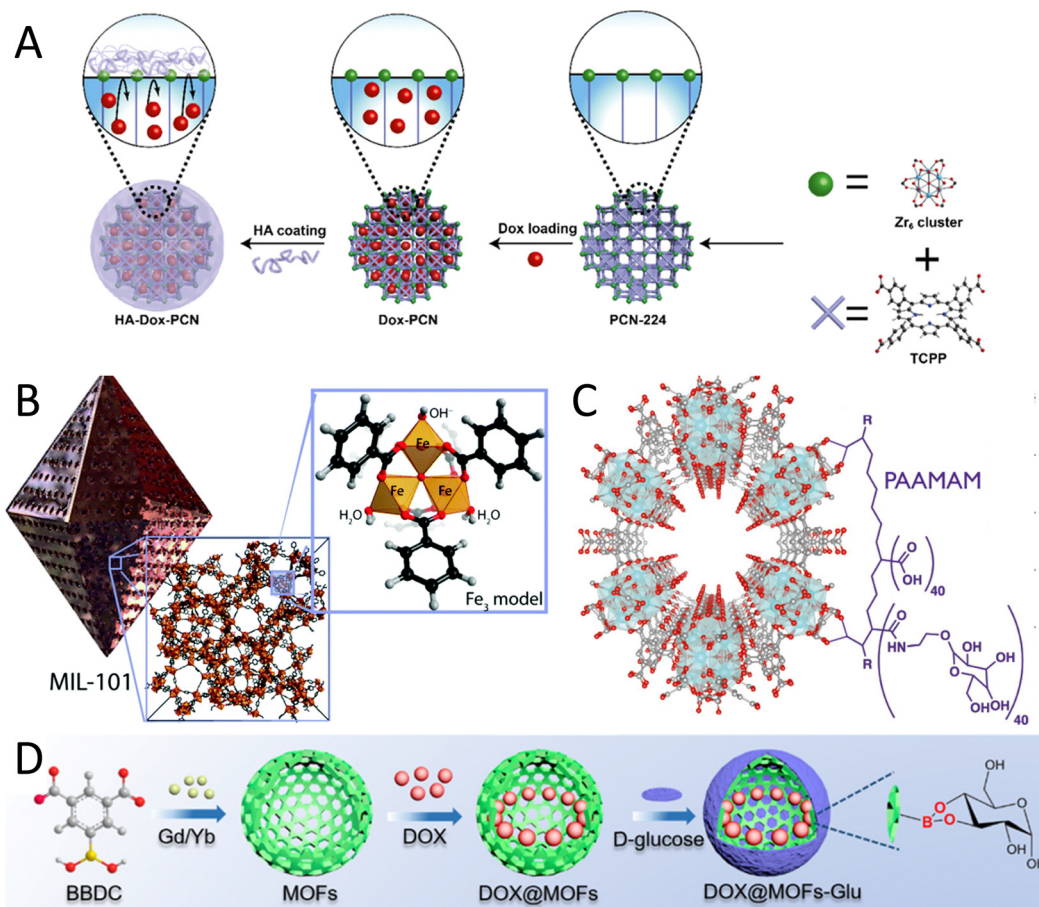 A
HA coating
Dox loading
HA-Dox-PCN
Dox-PCN
PCN-224
=
Zr₆ cluster
+
=
TCPP
B
MIL-101
OH⁻
Fe
Fe
Fe
H₂O
H₂O
Fe₃ model
C
R
PAAMAM
O
OH
40
R
O
HN
O
OH
O
OH
OH
OH
40
D
BBDC
Gd/Yb
MOFs
DOX
DOX@MOFs
D-glucose
DOX@MOFs-Glu
OH
B
O
O
O
HO
OH